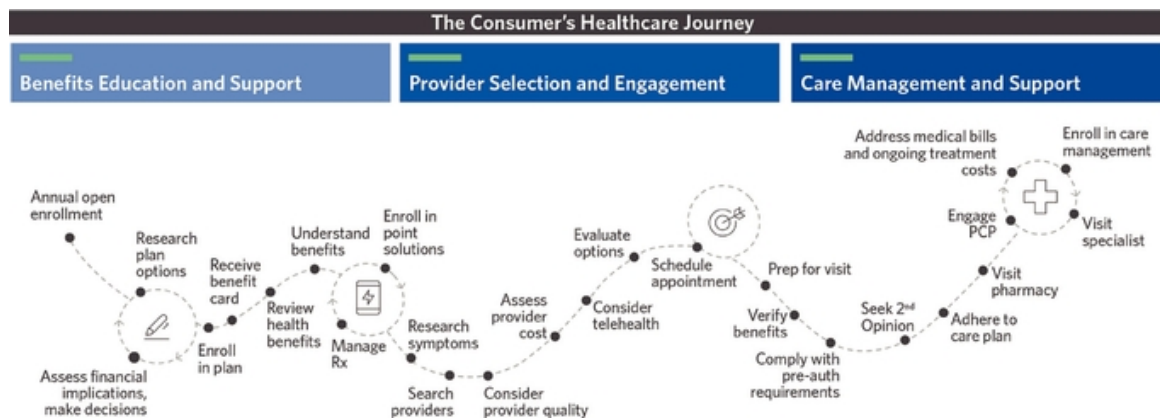 The Consumer's Healthcare Journey
Benefits Education and Support
Provider Selection and Engagement
Care Management and Support
Annual open
enrollment
Research
plan
options
Assess financial
implications,
make decisions
Enroll
in plan
Receive
benefit
card
Review
health
benefits
Understand
benefits
Manage
Rx
Enroll in
point
solutions
Research
symptoms
Search
providers
Consider
provider quality
Assess
provider
cost
Consider
telehealth
Evaluate
options
Schedule
appointment
Prep for visit
Verify
benefits
Comply with
pre-auth
requirements
Seek 2nd
Opinion
Adhere to
care plan
Visit
pharmacy
Engage
PCP
Address medical bills
and ongoing treatment
costs
Enroll in care
management
Visit
specialist